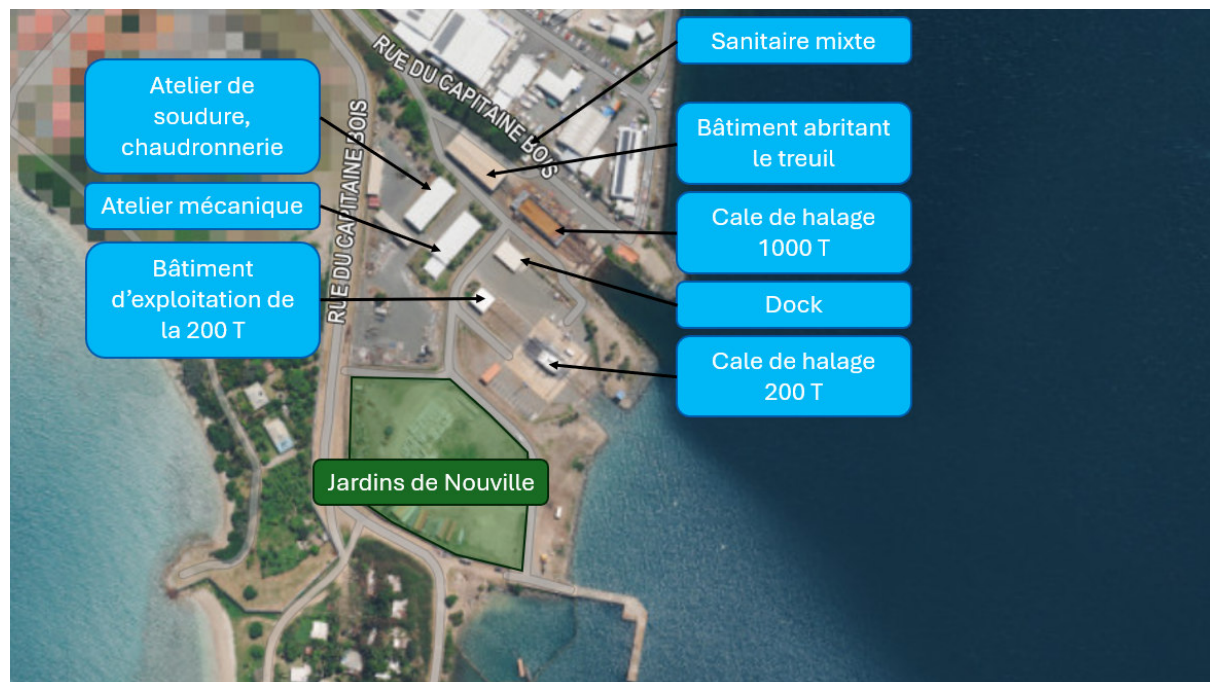 Sanitaire mixte
RUE DU CAPITAINE BOIS
Atelier de
soudure,
chaudronnerie
Bâtiment abritant
le treuil
RUE DU CAPITAINE BOIS
Atelier mécanique
Cale de halage
1000 T
Bâtiment
d’exploitation de
la 200 T
Dock
Cale de halage
200 T
Jardins de Nouville